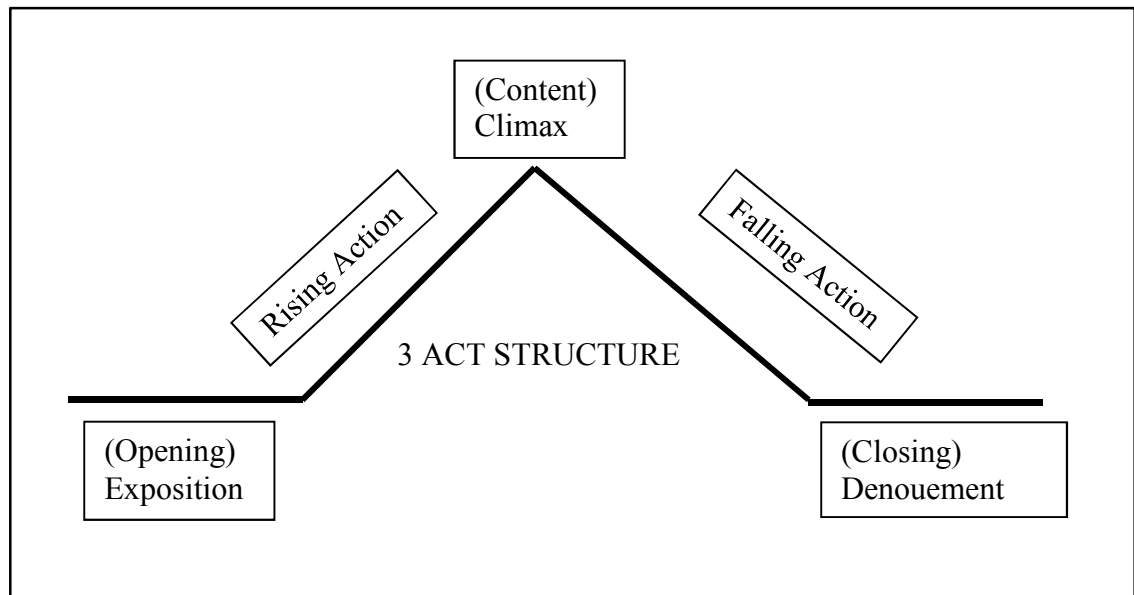 (Content)
Climax
Rising Action
Falling Action
3 ACT STRUCTURE
(Opening)
Exposition
(Closing)
Denouement